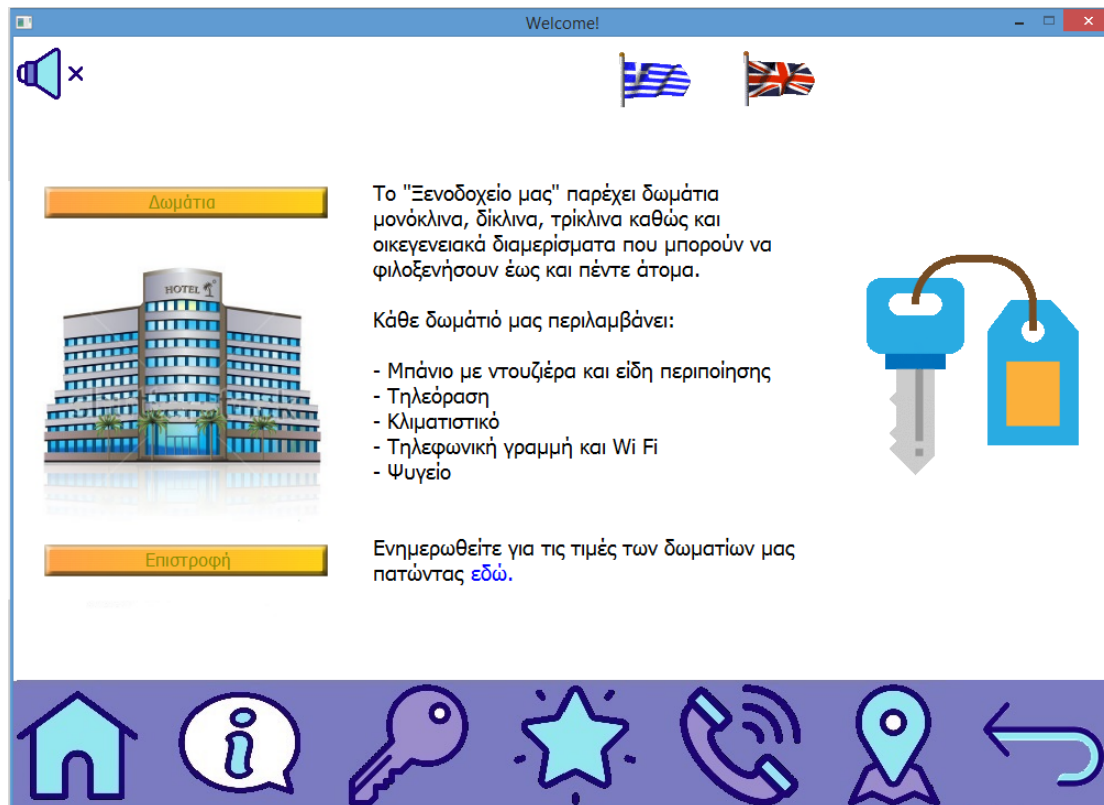 Welcome!
Δωμάτια
HOTEL
Επιστροφή
Το "Ξενοδοχείο μας" παρέχει δωμάτια
μονόκλινα, δίκλινα, τρίκλινα καθώς και
οικεγενειακά διαμερίσματα που μπορούν να
φιλοξενήσουν έως και πέντε άτομα.
Κάθε δωμάτιό μας περιλαμβάνει:
- Μπάνιο με ντουζιέρα και είδη περιποίησης
- Τηλεόραση
- Κλιματιστικό
- Τηλεφωνική γραμμή και Wi Fi
- Ψυγείο
Ενημερωθείτε για τις τιμές των δωματίων μας
πατώντας εδώ.